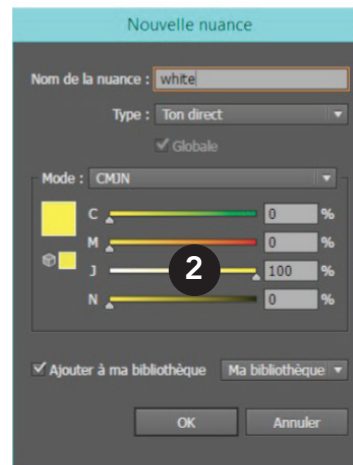 Nouvelle nuance
Nom de la nuance : white
Type : Ton direct
Globale
Mode : CMJN
C 0 %
M 0 %
J 100 %
N 0 %
2
Ajouter à ma bibliothèque Ma bibliothèque
OK Annuler